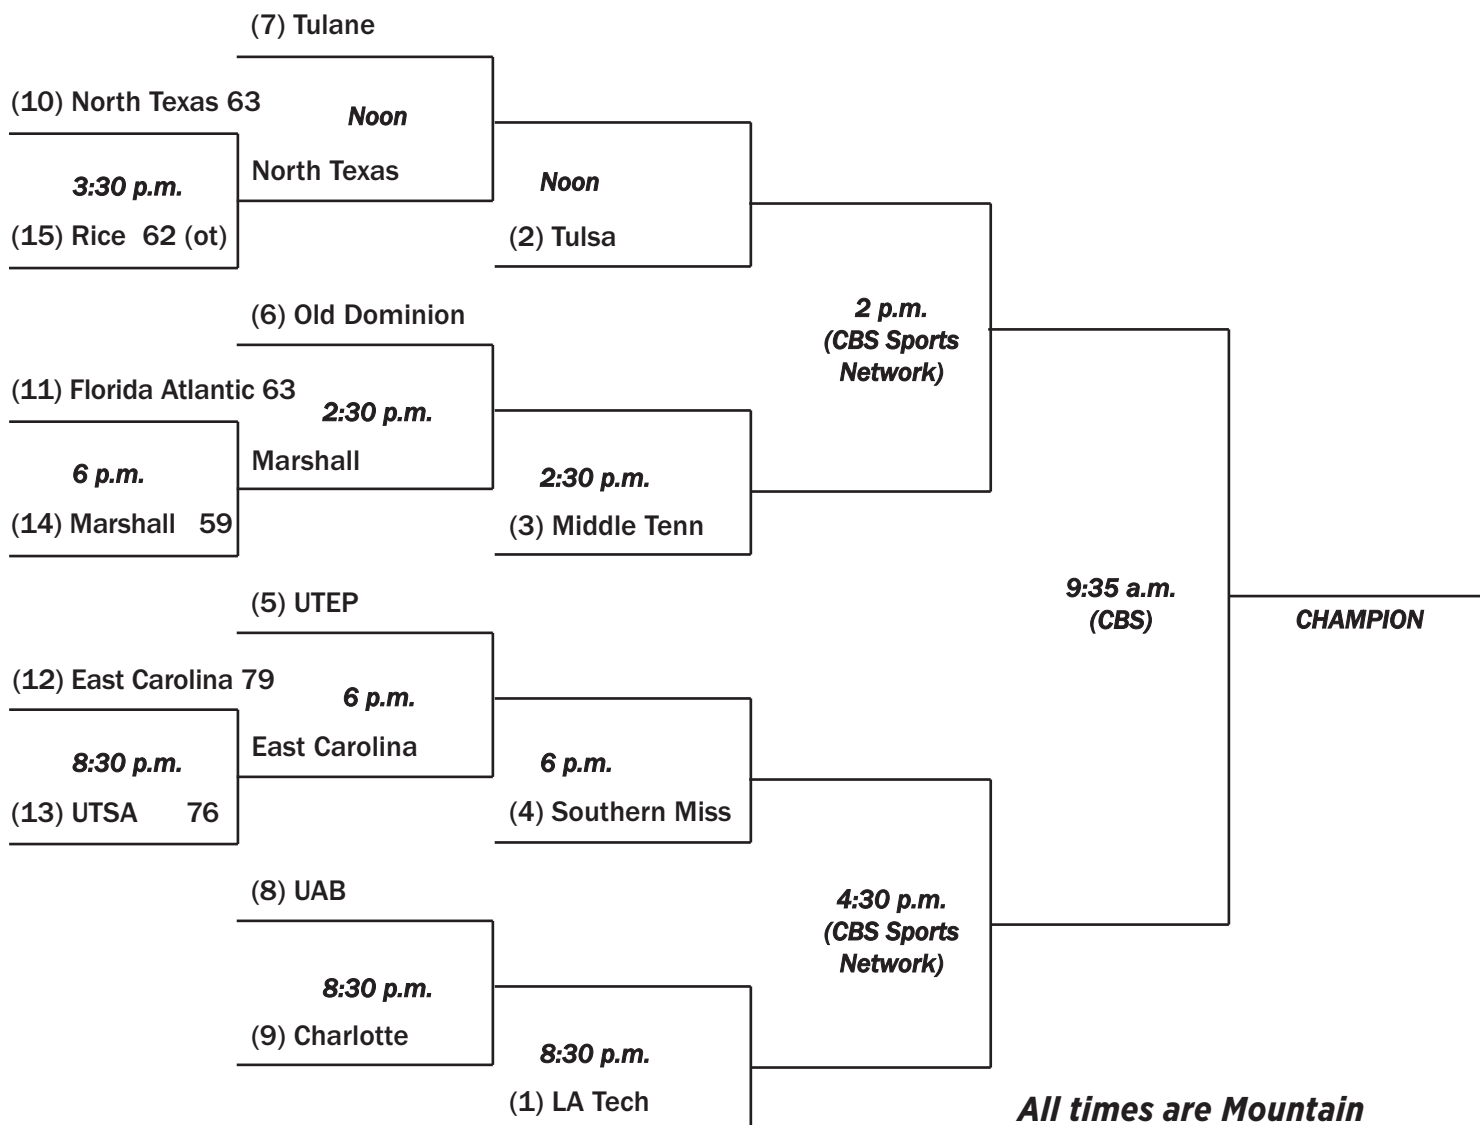 (7) Tulane
(10) North Texas 63
Noon
North Texas
3:30 p.m.
(15) Rice 62 (ot)
Noon
(2) Tulsa
(6) Old Dominion
2 p.m.
(CBS Sports
Network)
(11) Florida Atlantic 63
2:30 p.m.
Marshall
6 p.m.
(14) Marshall 59
2:30 p.m.
(3) Middle Tenn
(5) UTEP
9:35 a.m.
(CBS)
CHAMPION
(12) East Carolina 79
6 p.m.
East Carolina
8:30 p.m.
(13) UTSA 76
6 p.m.
(4) Southern Miss
(8) UAB
4:30 p.m.
(CBS Sports
Network)
8:30 p.m.
(9) Charlotte
8:30 p.m.
(1) LA Tech
All times are Mountain